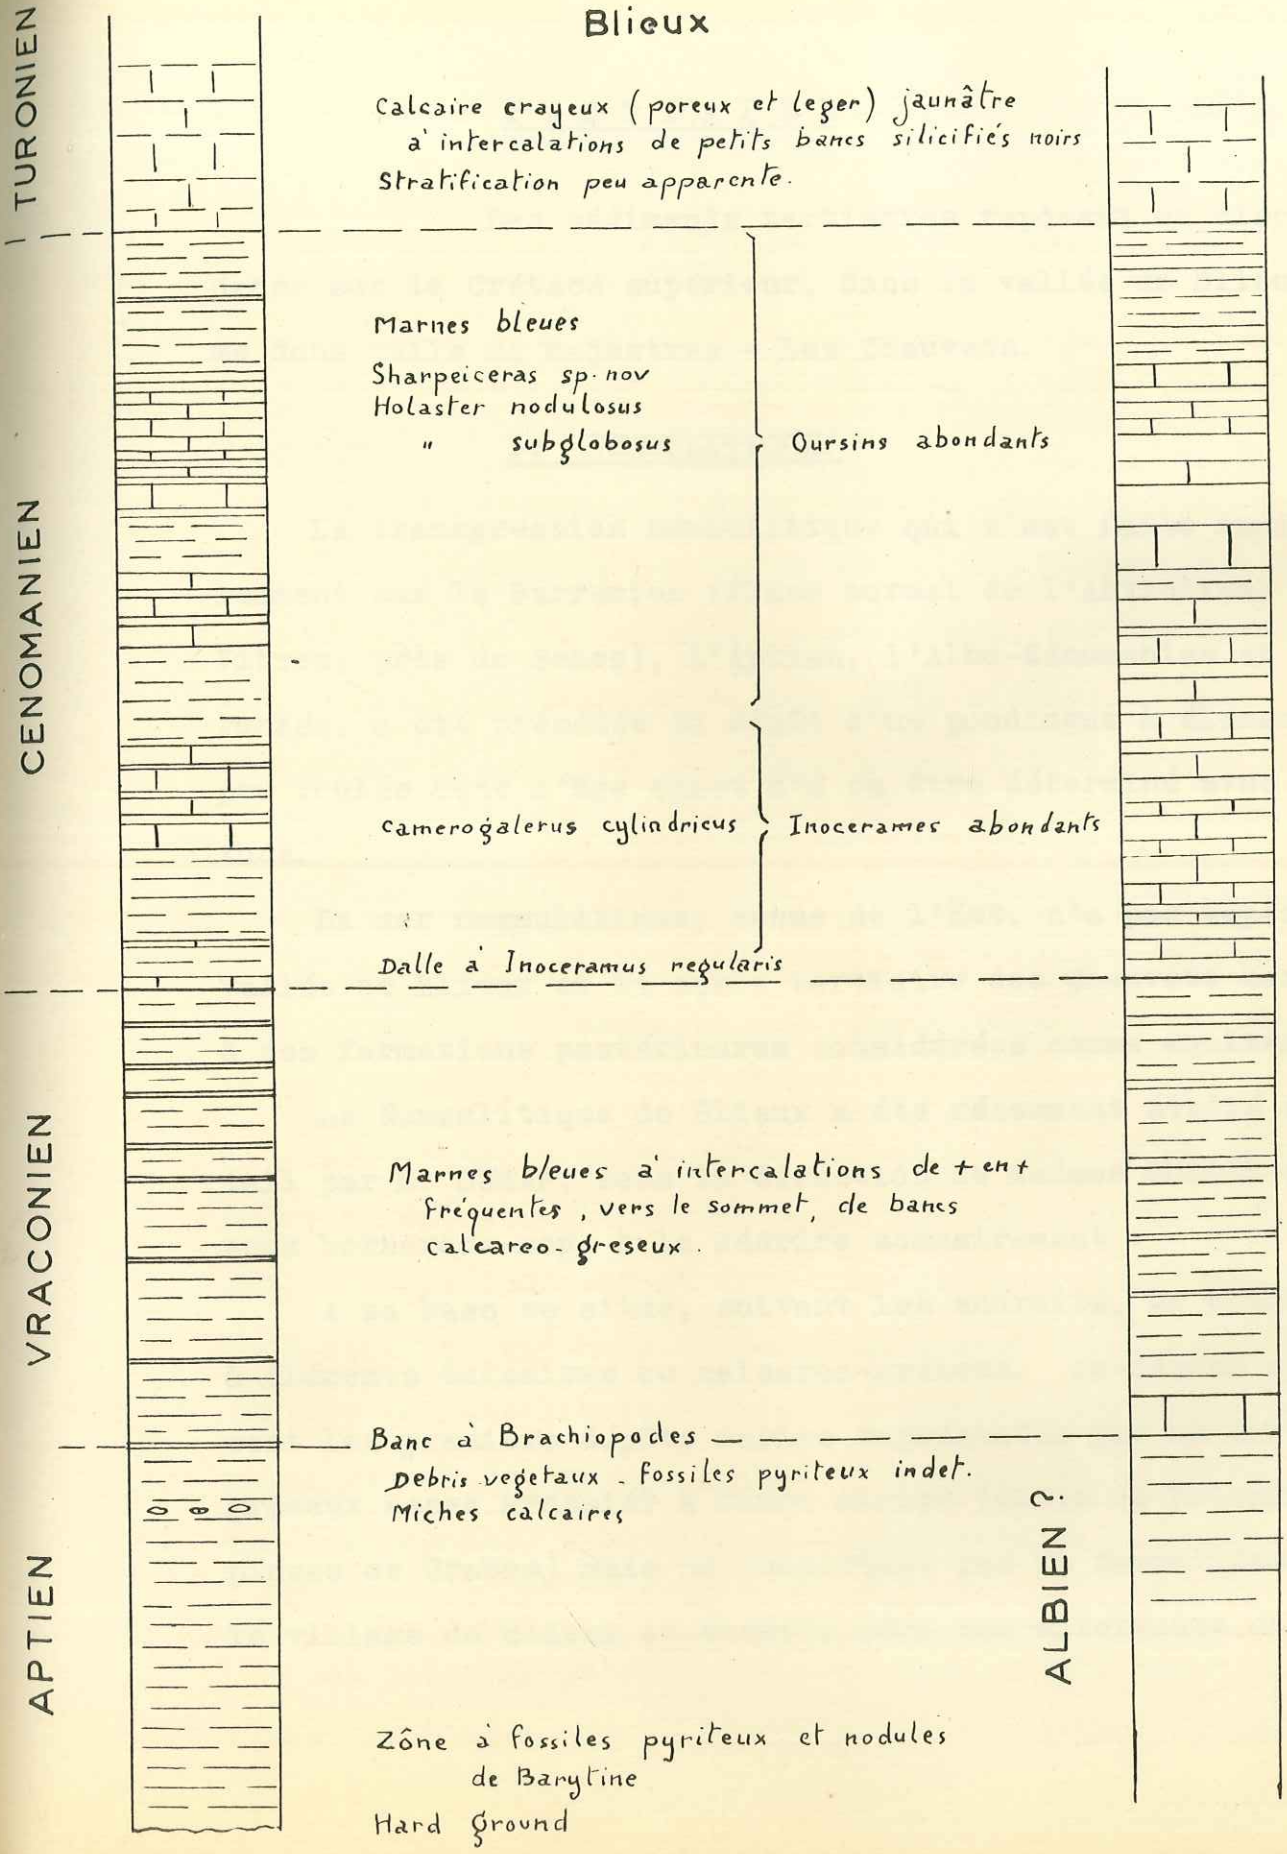 Blieux
TURONIEN
Calcaire crayeux (poreux et leger) jaunâtre
à intercalations de petits bancs silicifiés noirs
Stratification peu apparente.
CENOMANIEN
Marnes bleues
Sharpeiceras sp. nov
Holaster nodulosus
" subglobosus
Oursins abondants
camerogalerus cylindricus
Inocerames abondants
Dalle à Inoceramus regularis
VRACONIEN
Marnes bleues à intercalations de + en +
fréquentes, vers le sommet, de bancs
calcareo-greseux.
Banc à Brachiopodes
Debris vegetaux - fossiles pyriteux indet.
Miches calcaires
APTIEN
ALBIEN ?
Zône à fossiles pyriteux et nodules
de Barytine
Hard ground